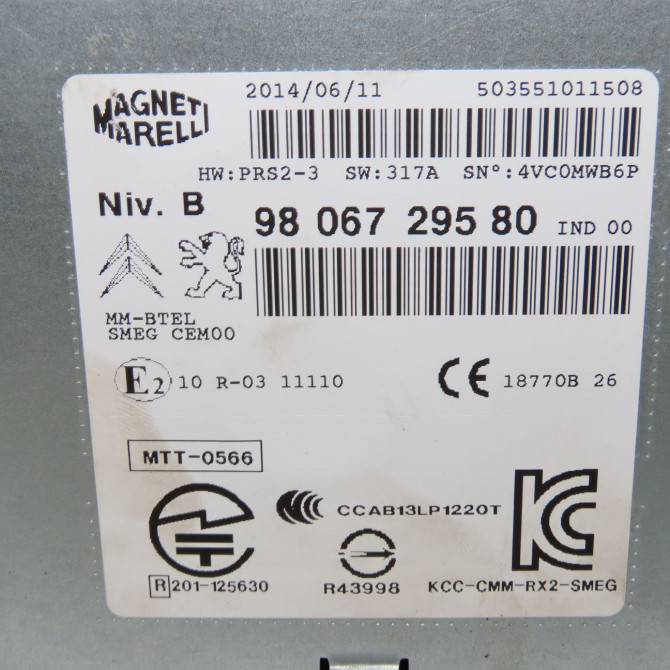 MAGNETI MARELLI
2014/06/11 503551011508
HW:PRS2-3 SW:317A SN°:4VCOMWB6P
Niv. B
98 067 295 80 IND 00
MM-BTEL
SMEG CEM00
E2 10 R-03 11110
CE 18770B 26
MTT-0566
CCAB13LP1220T
R 201-125630
R43998
KC
KCC-CMM-RX2-SMEG